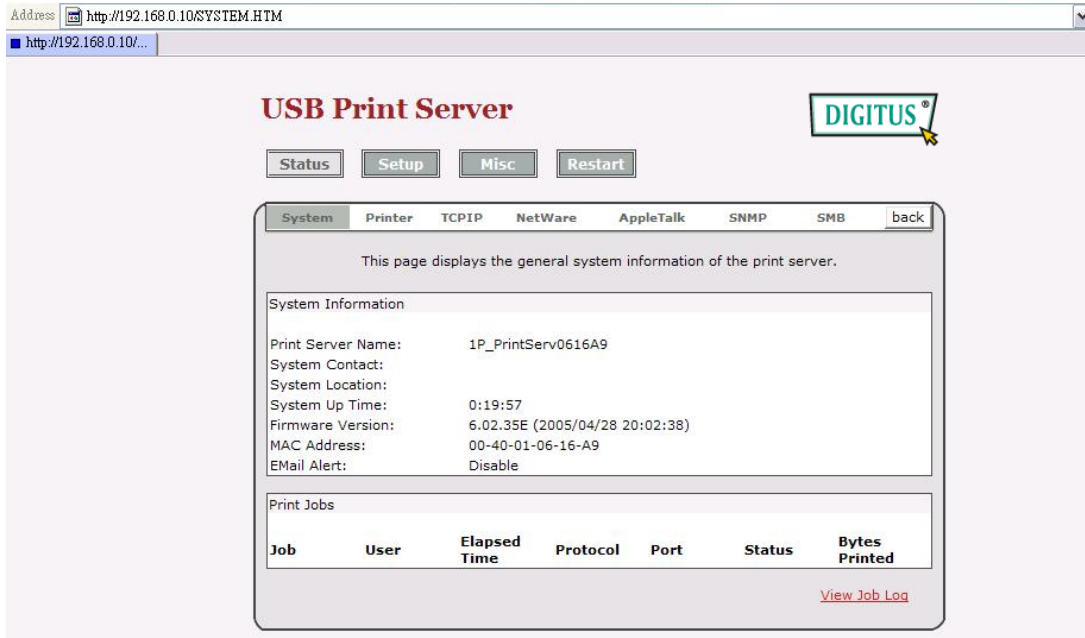 Address http://192.168.0.10/SYSTEM.HTM
http://192.168.0.10/...
USB Print Server
DIGITUS®
Status Setup Misc Restart
System Printer TCPIP NetWare AppleTalk SNMP SMB back
This page displays the general system information of the print server.
System Information
Print Server Name: 1P_PrintServ0616A9
System Contact:
System Location:
System Up Time: 0:19:57
Firmware Version: 6.02.35E (2005/04/28 20:02:38)
MAC Address: 00-40-01-06-16-A9
EMail Alert: Disable
Print Jobs
Job User Elapsed Time Protocol Port Status Bytes Printed
View Job Log